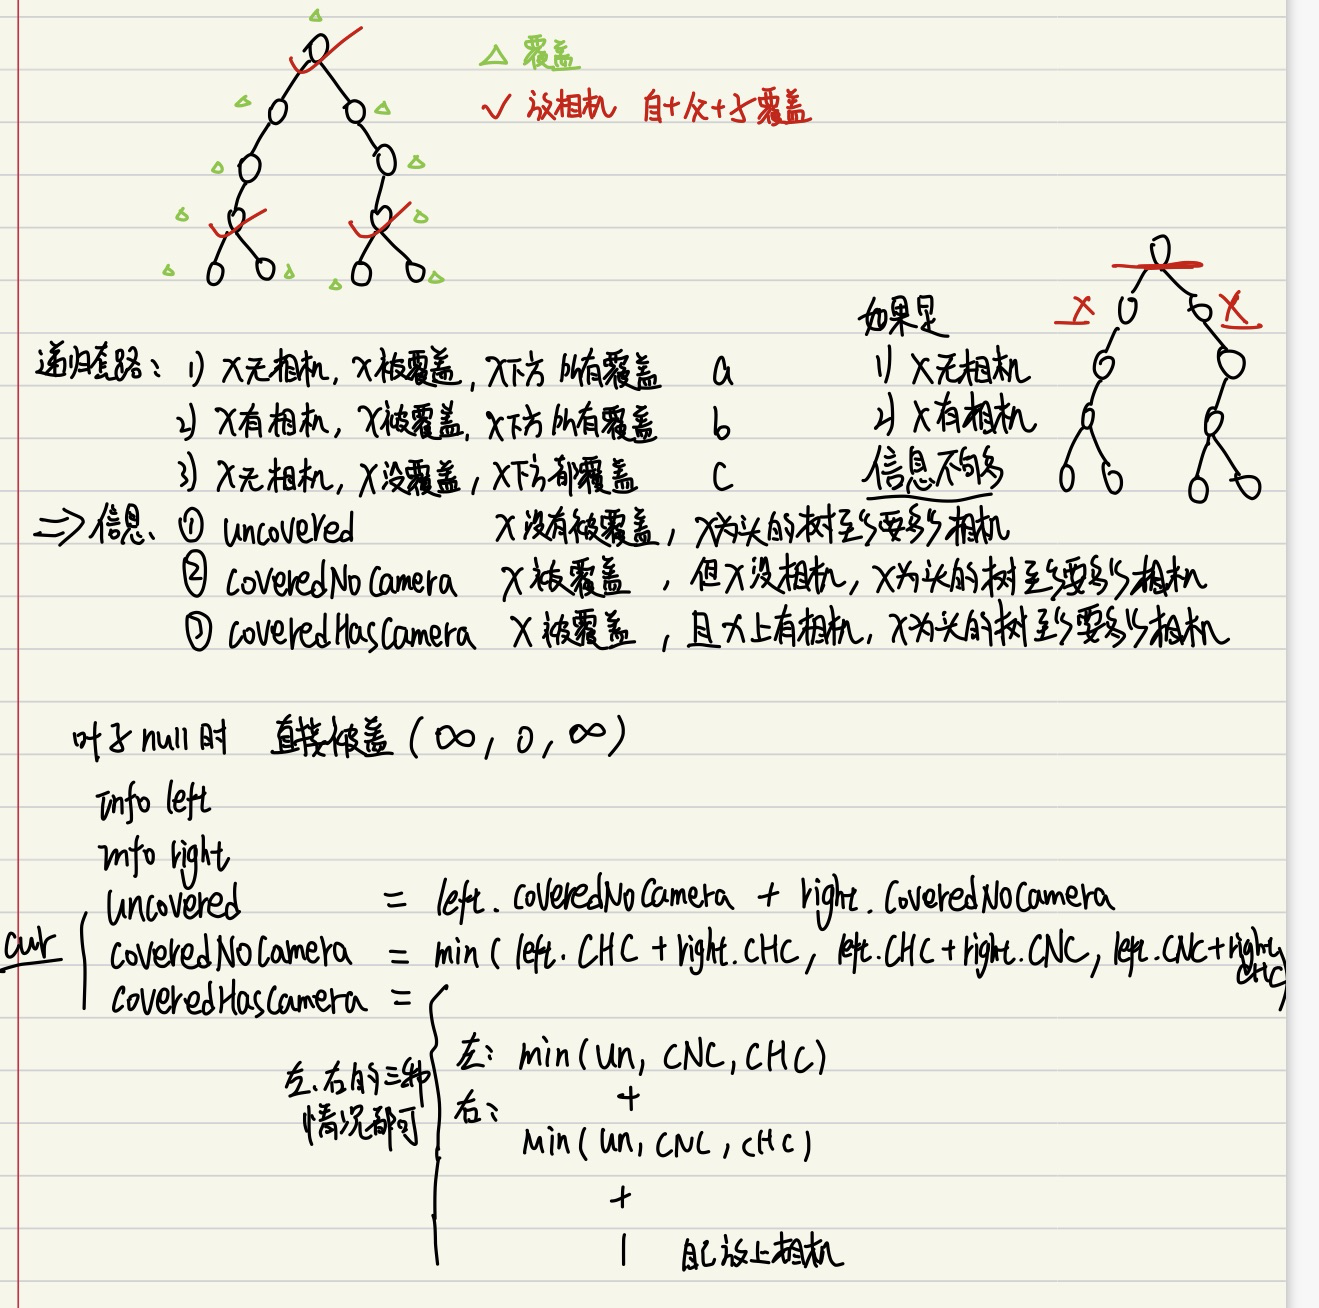 △ 覆盖
✓ 放相机 自+父+子覆盖
如果是
1) X无相机
2) X有相机
信息不够多
递归套路: 1) X无相机, X被覆盖, X下方所有覆盖 a
2) X有相机, X被覆盖, X下方所有覆盖 b
3) X无相机, X没覆盖, X下方都覆盖 c
=> 信息: ① uncovered X没有被覆盖, X为头的树至少要多少相机
② coveredNoCamera X被覆盖, 但X没相机, X为头的树至少要多少相机
③ coveredHasCamera X被覆盖, 且X上有相机, X为头的树至少要多少相机
叶子null时 直接被盖 (∞, 0, ∞)
Info left
Info right
uncovered = left.coveredNoCamera + right.coveredNoCamera
cur
coveredNoCamera = min( left.CHC + right.CHC, left.CHC + right.CNC, left.CNC + right.CHC)
coveredHasCamera =
左、右的三种
情况都可
左: min(un, CNC, CHC)
+
右:
min(un, CNC, CHC)
+
1 自己放上相机